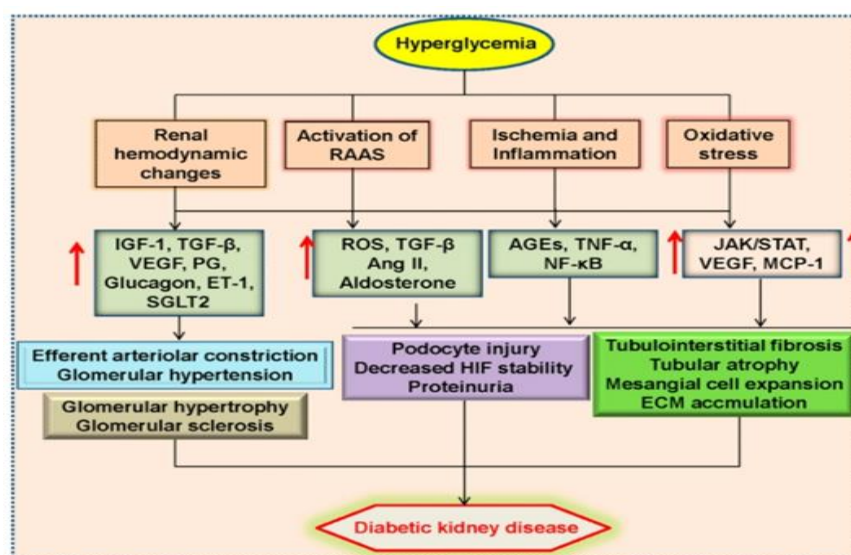 Hyperglycemia
Renal
hemodynamic
changes
Activation of
RAAS
Ischemia and
Inflammation
Oxidative
stress
IGF-1, TGF-β,
VEGF, PG,
Glucagon, ET-1,
SGLT2
ROS, TGF-β
Ang II,
Aldosterone
AGEs, TNF-α,
NF-κB
JAK/STAT,
VEGF, MCP-1
Efferent arteriolar constriction
Glomerular hypertension
Glomerular hypertrophy
Glomerular sclerosis
Podocyte injury
Decreased HIF stability
Proteinuria
Tubulointerstitial fibrosis
Tubular atrophy
Mesangial cell expansion
ECM accmulation
Diabetic kidney disease